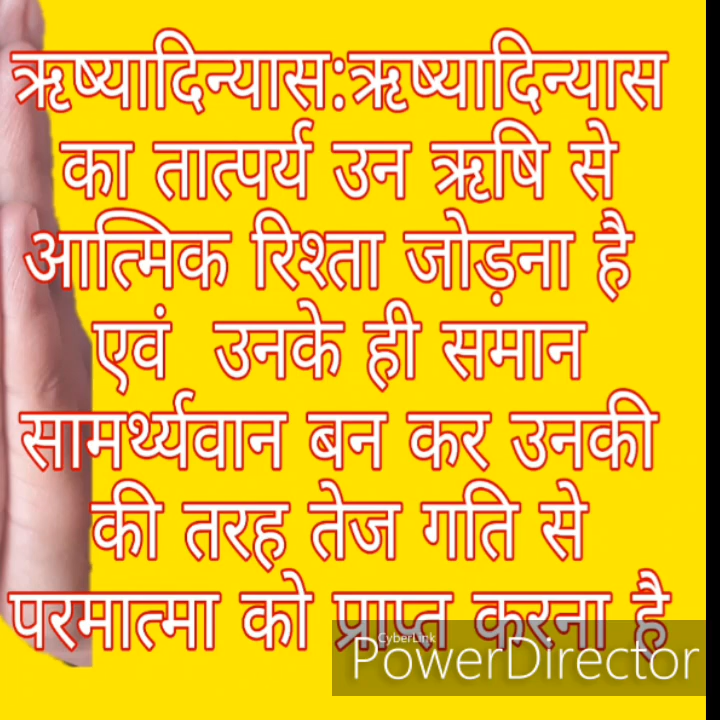 ऋष्यादिन्यास:ऋष्यादिन्यास
का तात्पर्य उन ऋषि से
आत्मिक रिश्ता जोड़ना है
एवं उनके ही समान
सामर्थ्यवान बन कर उनकी
की तरह तेज गति से
परमात्मा को प्राप्त करना है
CyberLink
PowerDirector